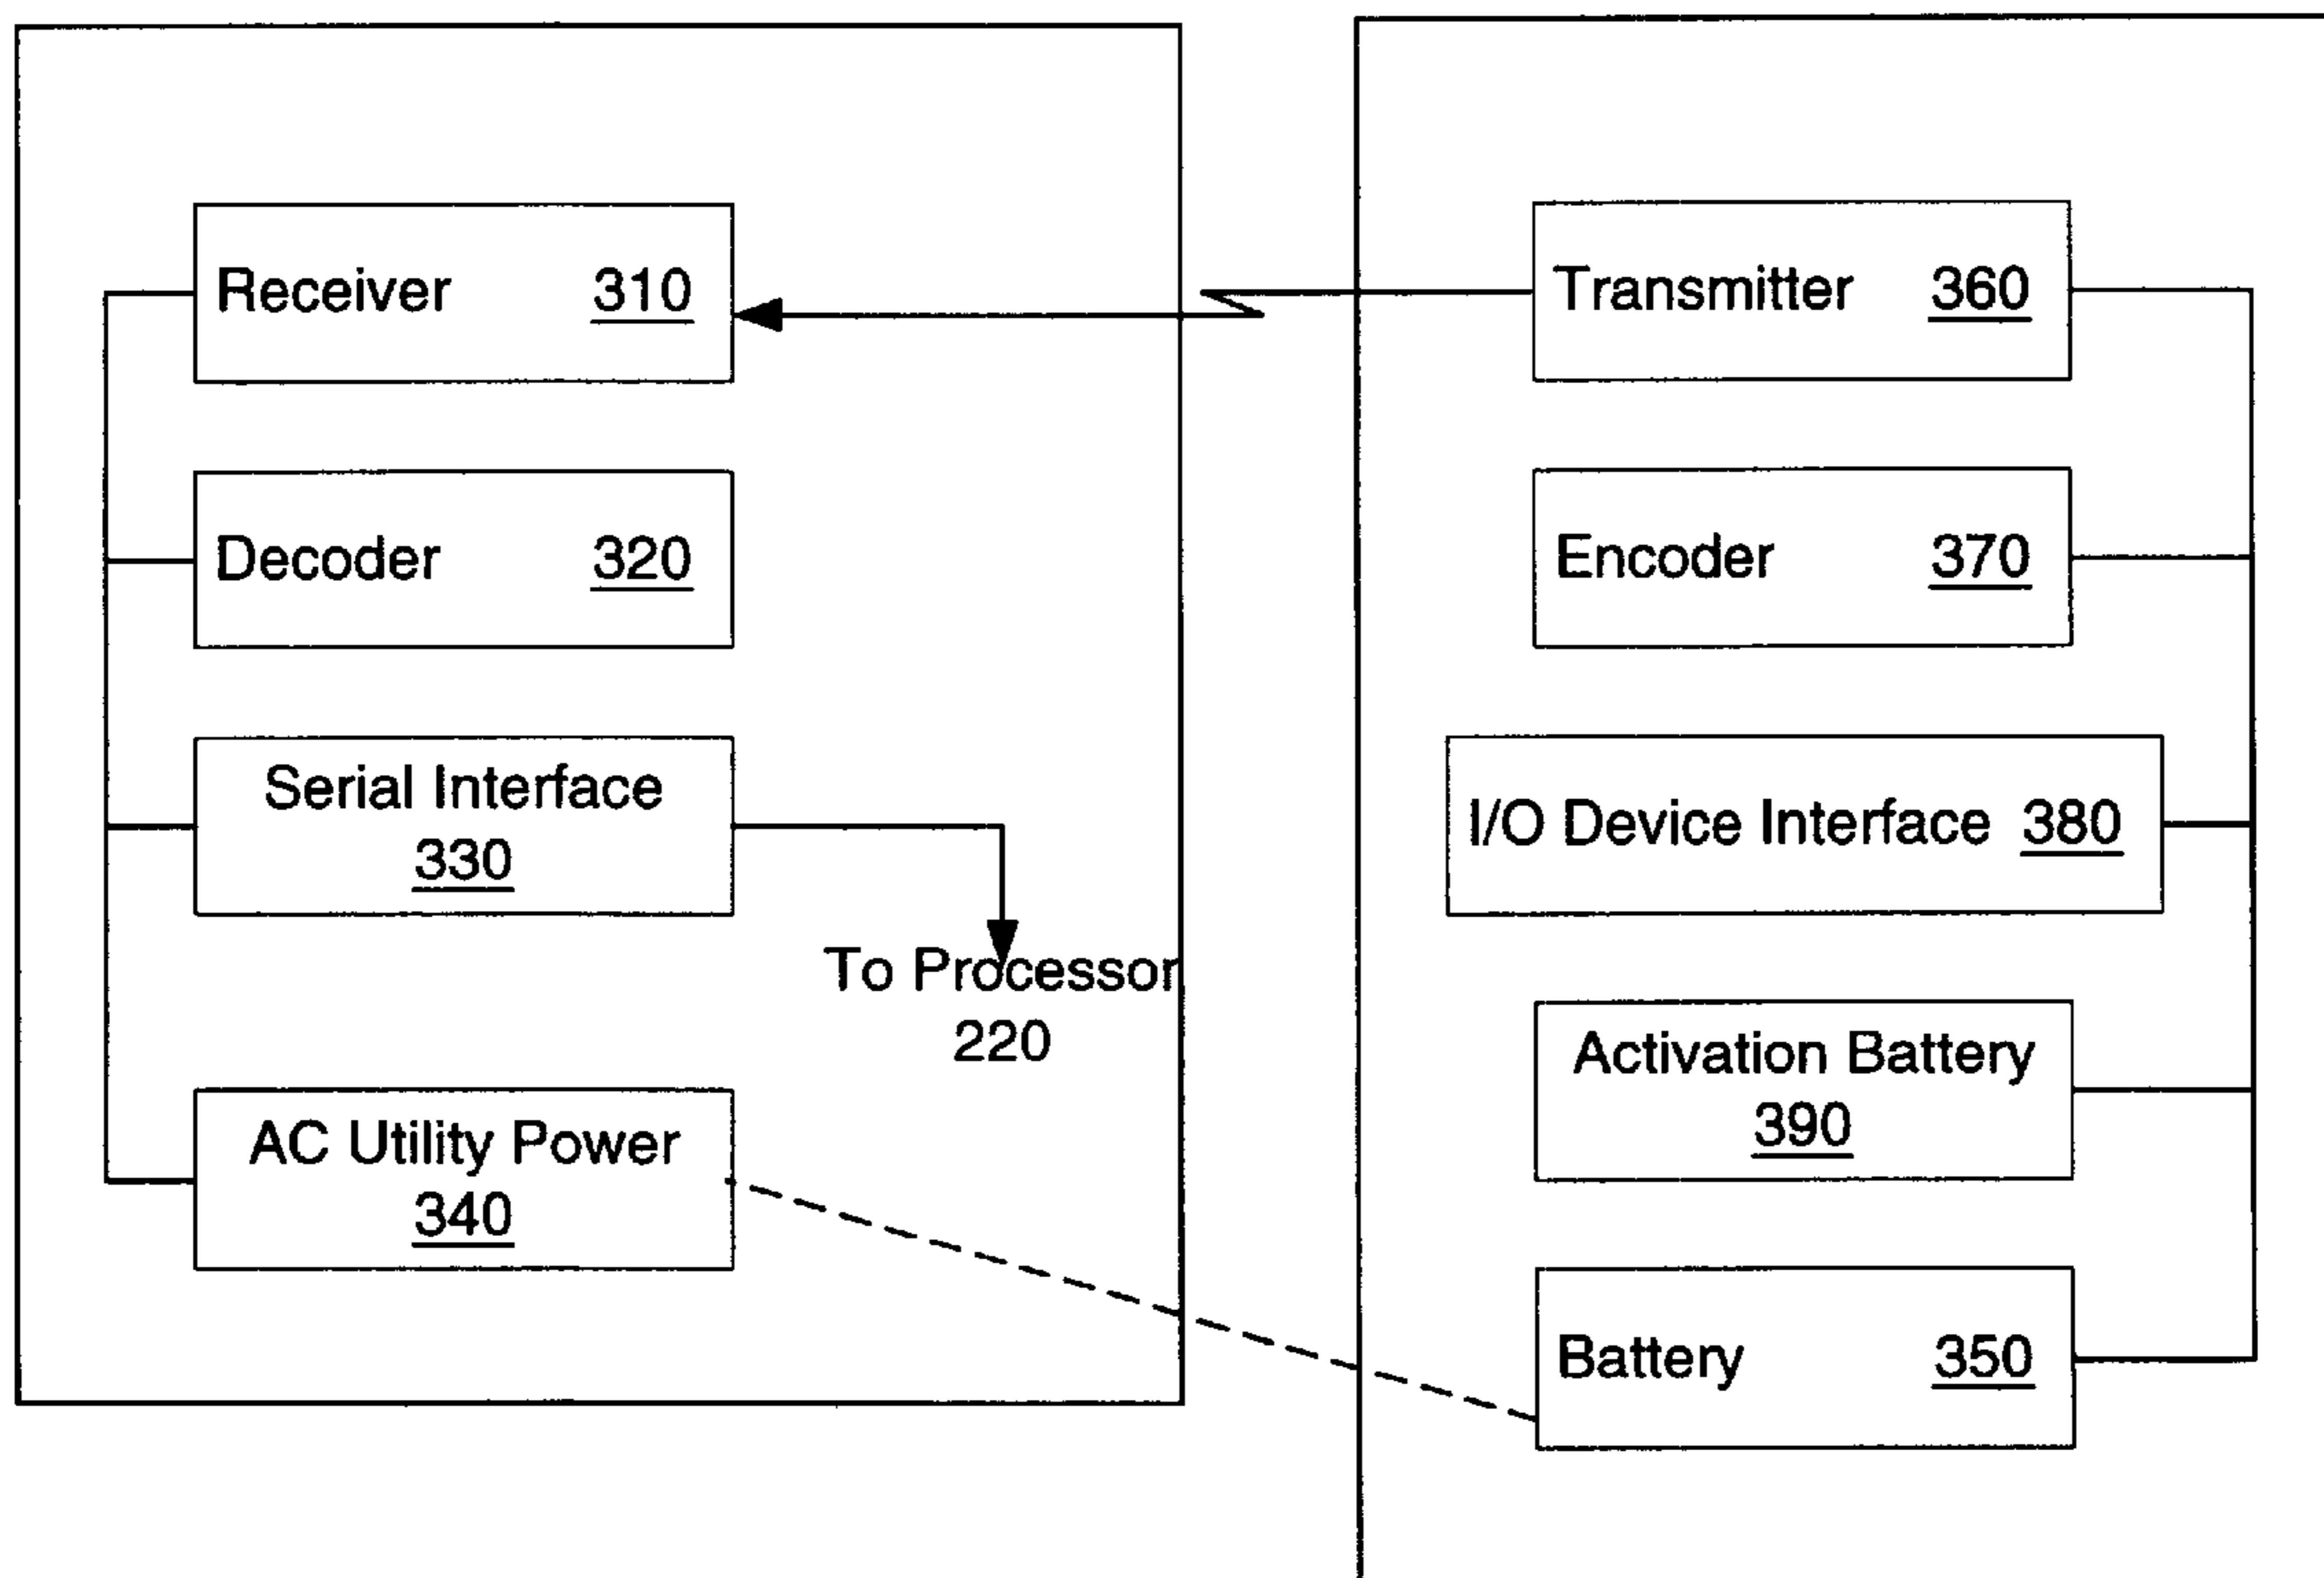 Receiver 310
Decoder 320
Serial Interface
330
To Processor
220
AC Utility Power
340
Transmitter 360
Encoder 370
I/O Device Interface 380
Activation Battery
390
Battery 350